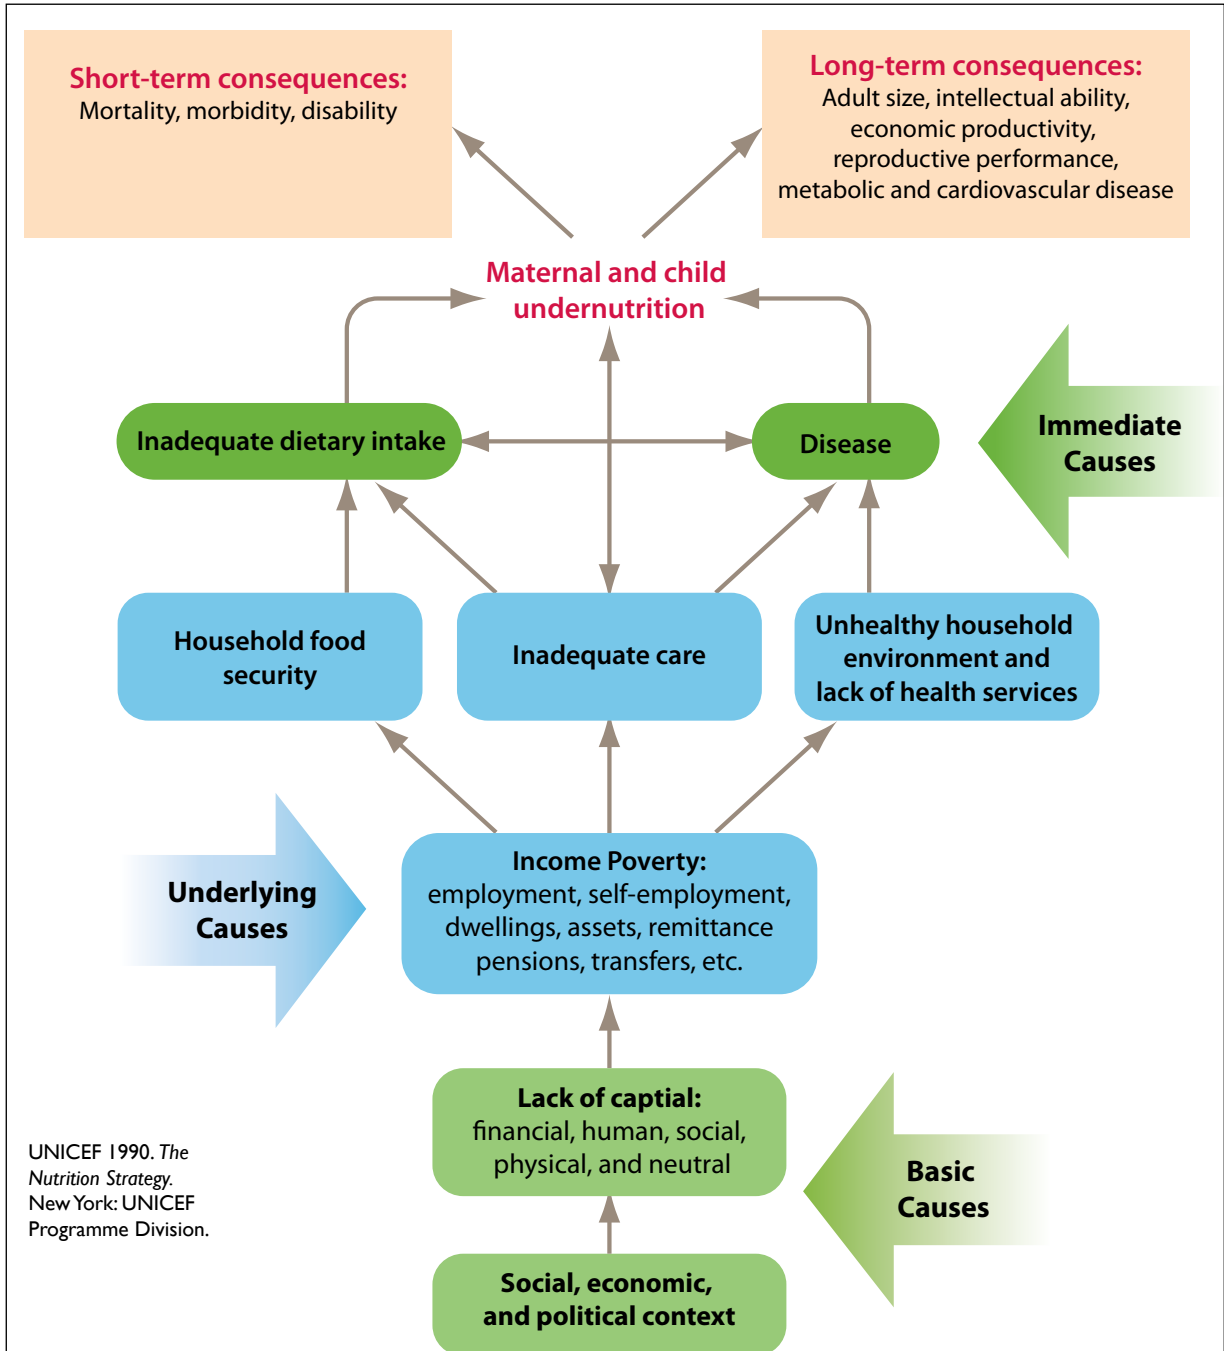 Short-term consequences:
Mortality, morbidity, disability
Long-term consequences:
Adult size, intellectual ability,
economic productivity,
reproductive performance,
metabolic and cardiovascular disease
Maternal and child
undernutrition
Inadequate dietary intake
Disease
Immediate
Causes
Household food
security
Inadequate care
Unhealthy household
environment and
lack of health services
Underlying
Causes
Income Poverty:
employment, self-employment,
dwellings, assets, remittance
pensions, transfers, etc.
Lack of captial:
financial, human, social,
physical, and neutral
Basic
Causes
Social, economic,
and political context
UNICEF 1990. The
Nutrition Strategy.
New York: UNICEF
Programme Division.